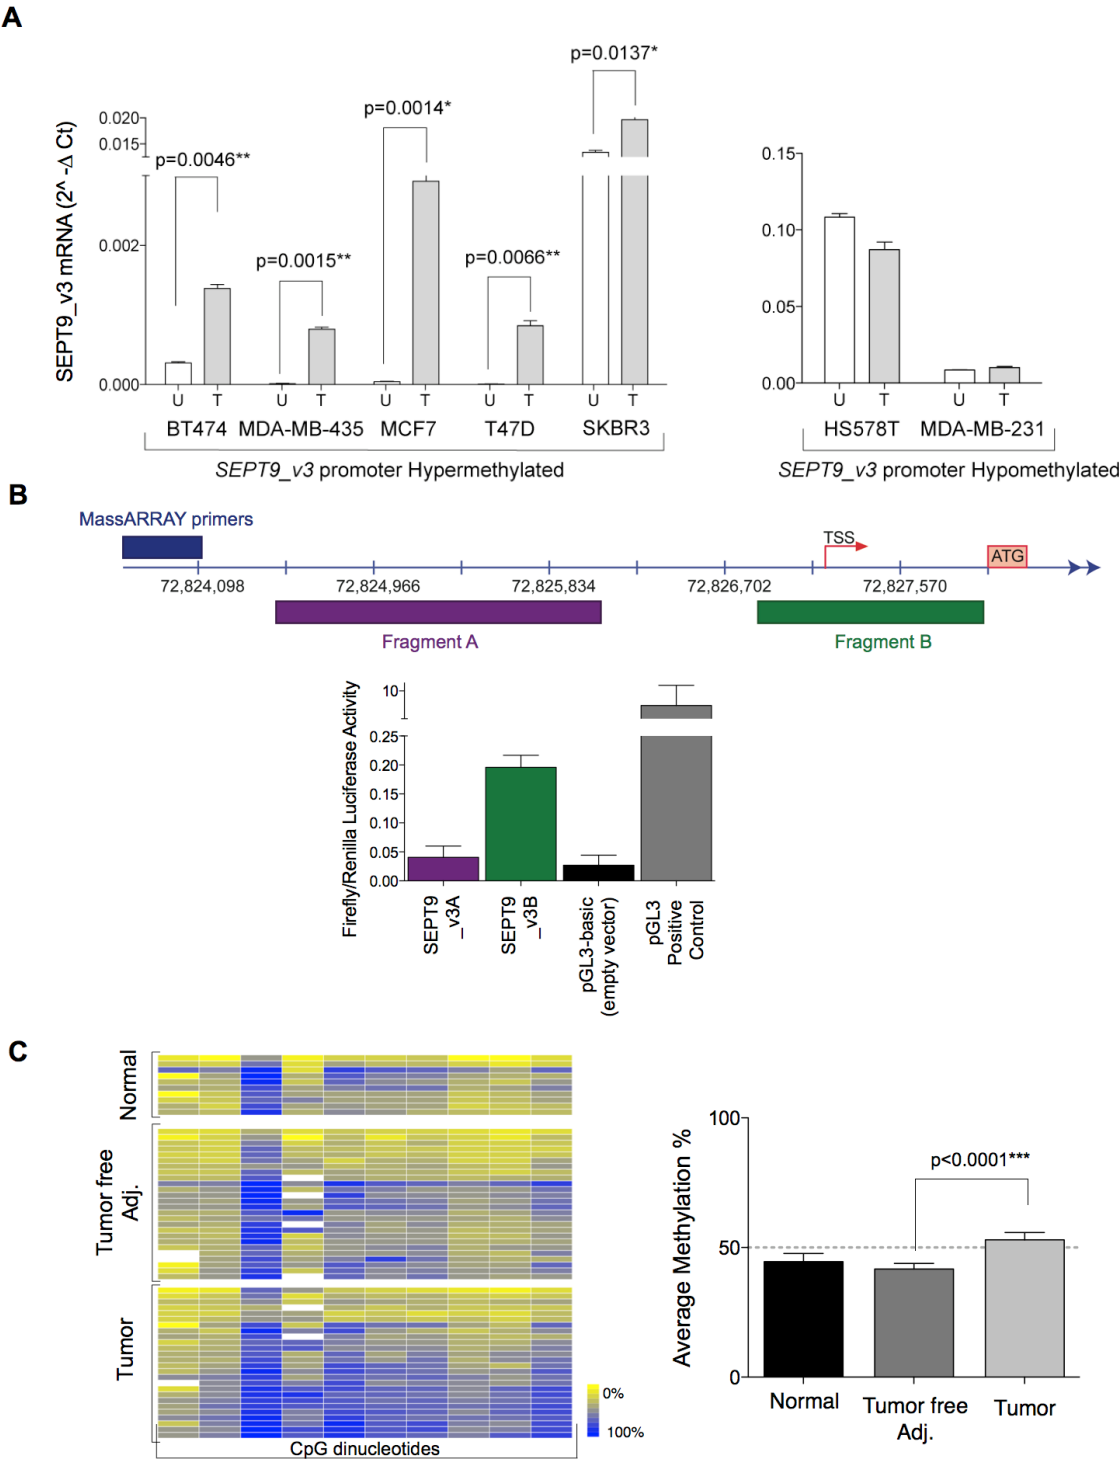 A
p=0.0137*
p=0.0014*
p=0.0046**
p=0.0015**
p=0.0066**
SEPT9_v3 mRNA (2^ -Δ Ct)
0.020
0.015
0.002
0.000
U T U T U T U T U T
BT474 MDA-MB-435 MCF7 T47D SKBR3
SEPT9_v3 promoter Hypermethylated
0.15
0.10
0.05
0.00
U T U T
HS578T MDA-MB-231
SEPT9_v3 promoter Hypomethylated
B
MassARRAY primers
TSS
ATG
72,824,098 72,824,966 72,825,834 72,826,702 72,827,570
Fragment A Fragment B
Firefly/Renilla Luciferase Activity
10
0.25
0.20
0.15
0.10
0.05
0.00
SEPT9
_v3A
SEPT9
_v3B
pGL3-basic
(empty vector)
pGL3
Positive
Control
C
Normal
Tumor free
Adj.
Tumor
0%
100%
CpG dinucleotides
Average Methylation %
100
50
0
p<0.0001***
Normal Tumor free
Adj. Tumor